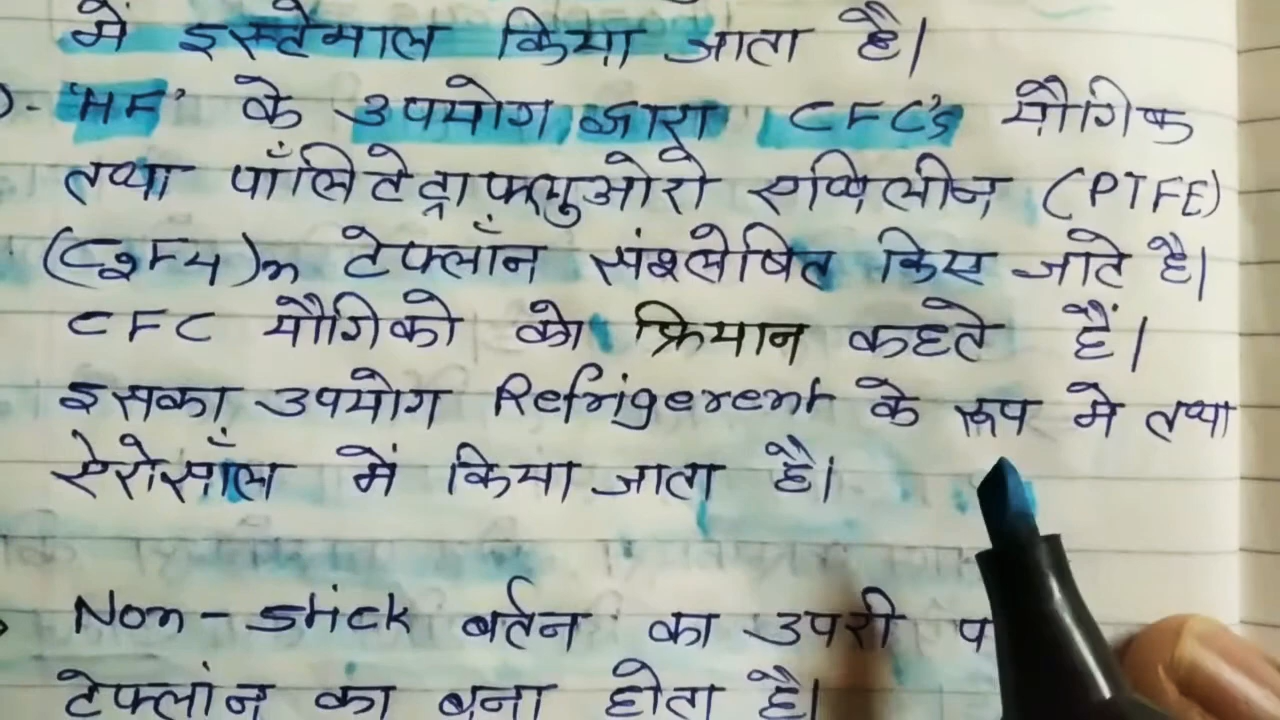 में इस्तेमाल किया जाता है।
)- 'HF' के उपयोग द्वारा CFC's यौगिक
तथा पॉलिटेट्राफ्लुओरो एथिलीन (PTFE)
(C2F4)n टेफ्लॉन संश्लेषित किए जाते है।
CFC यौगिको को फ्रियान कहते हैं।
इसका उपयोग Refrigerent के रूप मे तथा
ऐरोसॉल में किया जाता है।
Non-stick बर्तन का उपरी प
टेफ्लॉन का बना होता है।